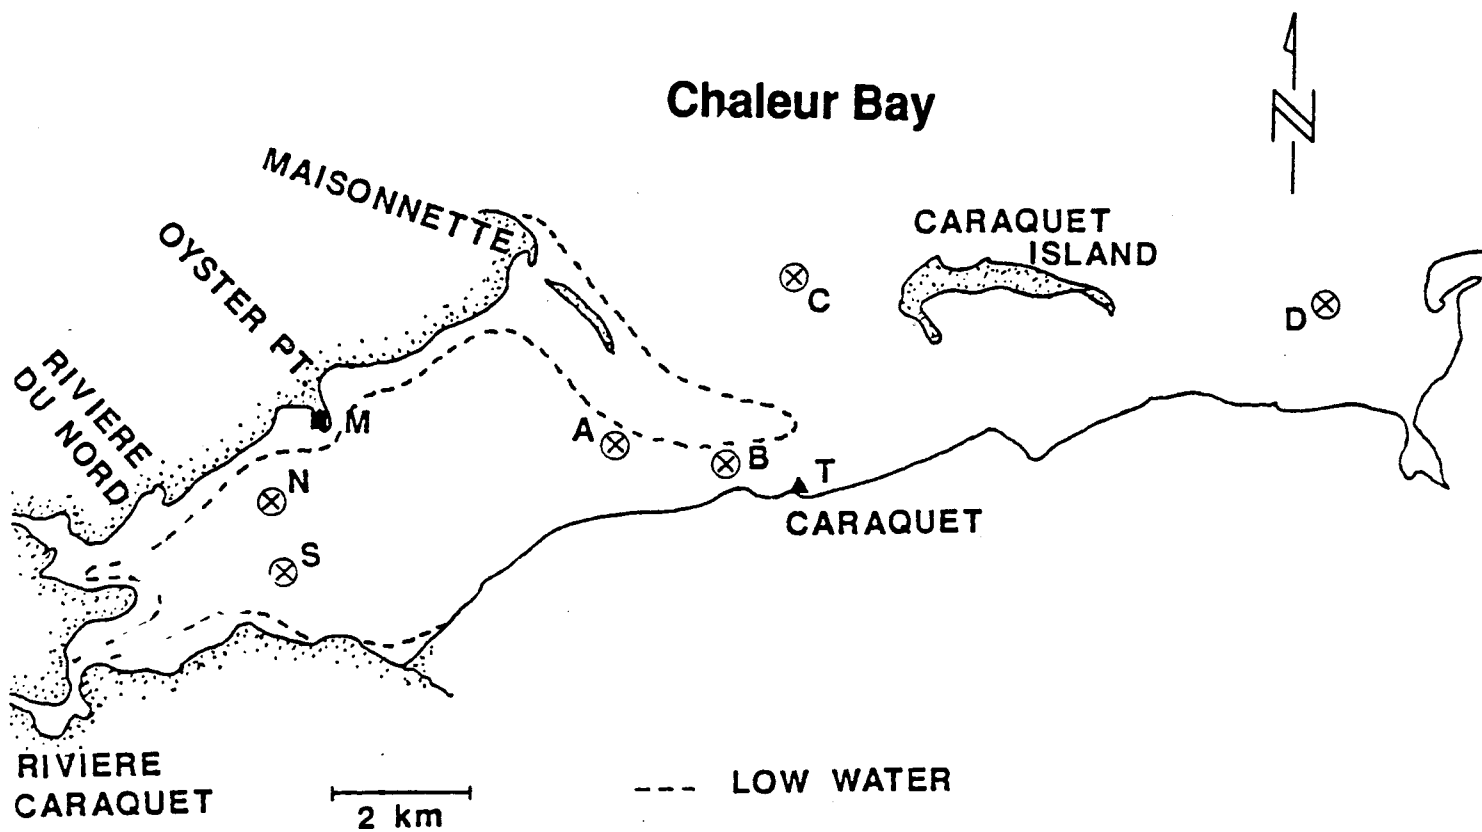 Chaleur Bay
N
MAISONNETTE
OYSTER PT
CARAQUET
ISLAND
C
D
RIVIERE
DU NORD
M
A
B
T
CARAQUET
N
S
RIVIERE
CARAQUET
2 km
LOW WATER